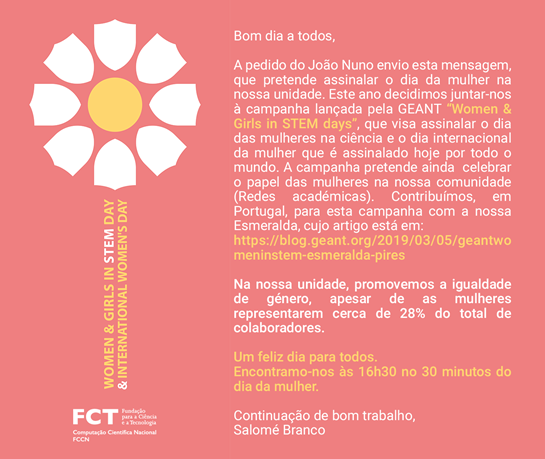 Bom dia a todos,
A pedido do João Nuno envio esta mensagem,
que pretende assinalar o dia da mulher na
nossa unidade. Este ano decidimos juntar-nos
à campanha lançada pela GEANT “Women &
Girls in STEM days”, que visa assinalar o dia
das mulheres na ciência e o dia internacional
da mulher que é assinalado hoje por todo o
mundo. A campanha pretende ainda celebrar
o papel das mulheres na nossa comunidade
(Redes académicas). Contribuímos, em
Portugal, para esta campanha com a nossa
Esmeralda, cujo artigo está em:
https://blog.geant.org/2019/03/05/geantwo
meninstem-esmeralda-pires
Na nossa unidade, promovemos a igualdade
de género, apesar de as mulheres
representarem cerca de 28% do total de
colaboradores.
Um feliz dia para todos.
Encontramo-nos às 16h30 no 30 minutos do
dia da mulher.
Continuação de bom trabalho,
Salomé Branco
WOMEN & GIRLS IN STEM DAY
& INTERNATIONAL WOMEN'S DAY
FCT Fundação
para a Ciência
e a Tecnologia
Computação Científica Nacional
FCCN